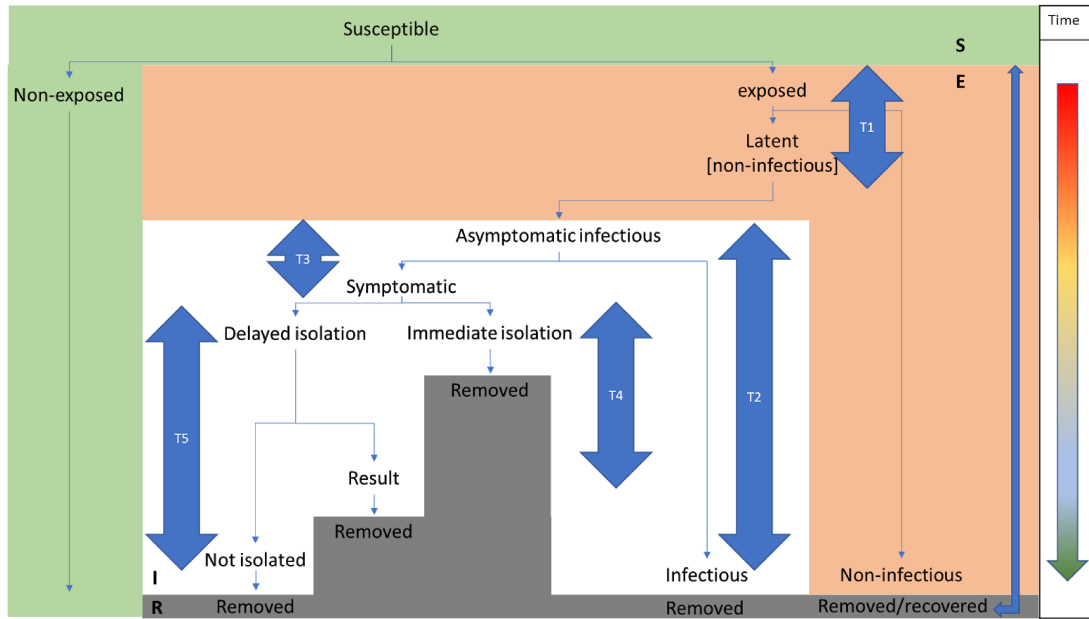 Time
Susceptible
S
E
Non-exposed
exposed
T1
Latent
[non-infectious]
Asymptomatic infectious
T3
Symptomatic
Delayed isolation
Immediate isolation
Removed
T4
T2
T5
Result
Removed
Not isolated
I
Infectious
Non-infectious
R
Removed
Removed
Removed/recovered